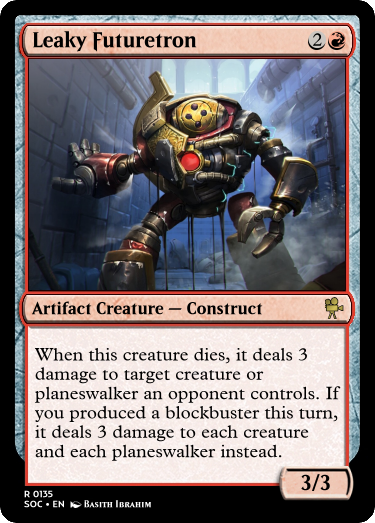 Leaky Futuretron 2
Artifact Creature — Construct
When this creature dies, it deals 3
damage to target creature or
planeswalker an opponent controls. If
you produced a blockbuster this turn,
it deals 3 damage to each creature
and each planeswalker instead.
3/3
R 0135
SOC • EN Basith Ibrahim